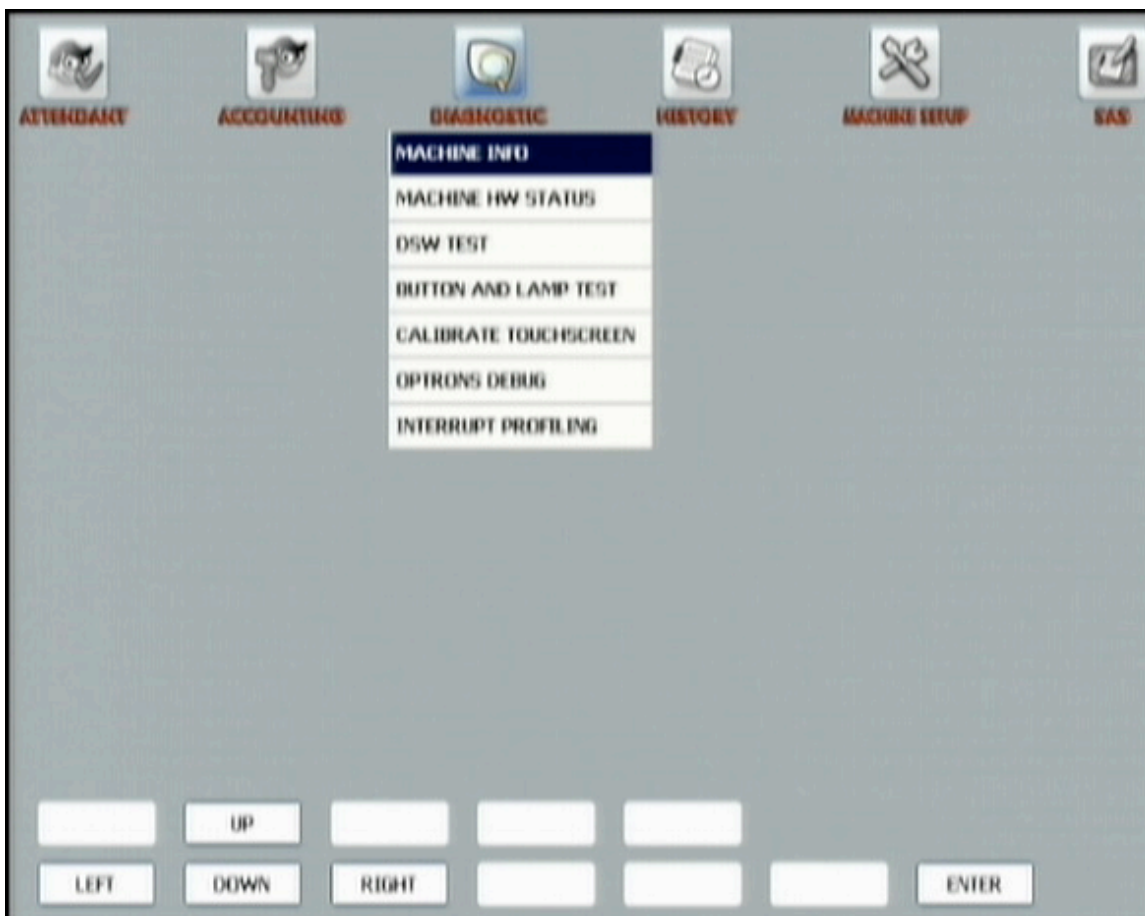 ATTENDANT ACCOUNTING DIAGNOSTIC HISTORY MACHINE SETUP SAS
MACHINE INFO
MACHINE HW STATUS
DSW TEST
BUTTON AND LAMP TEST
CALIBRATE TOUCHSCREEN
OPTRONS DEBUG
INTERRUPT PROFILING
UP
LEFT DOWN RIGHT ENTER